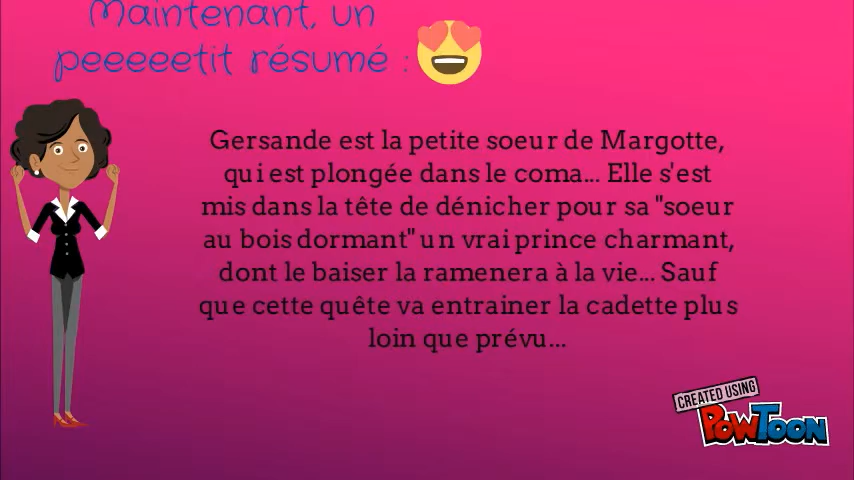 Maintenant, un
peeeeetit résumé :
Gersande est la petite soeur de Margotte,
qui est plongée dans le coma... Elle s'est
mis dans la tête de dénicher pour sa "soeur
au bois dormant" un vrai prince charmant,
dont le baiser la ramenera à la vie... Sauf
que cette quête va entrainer la cadette plus
loin que prévu...
CREATED USING
POWTOON